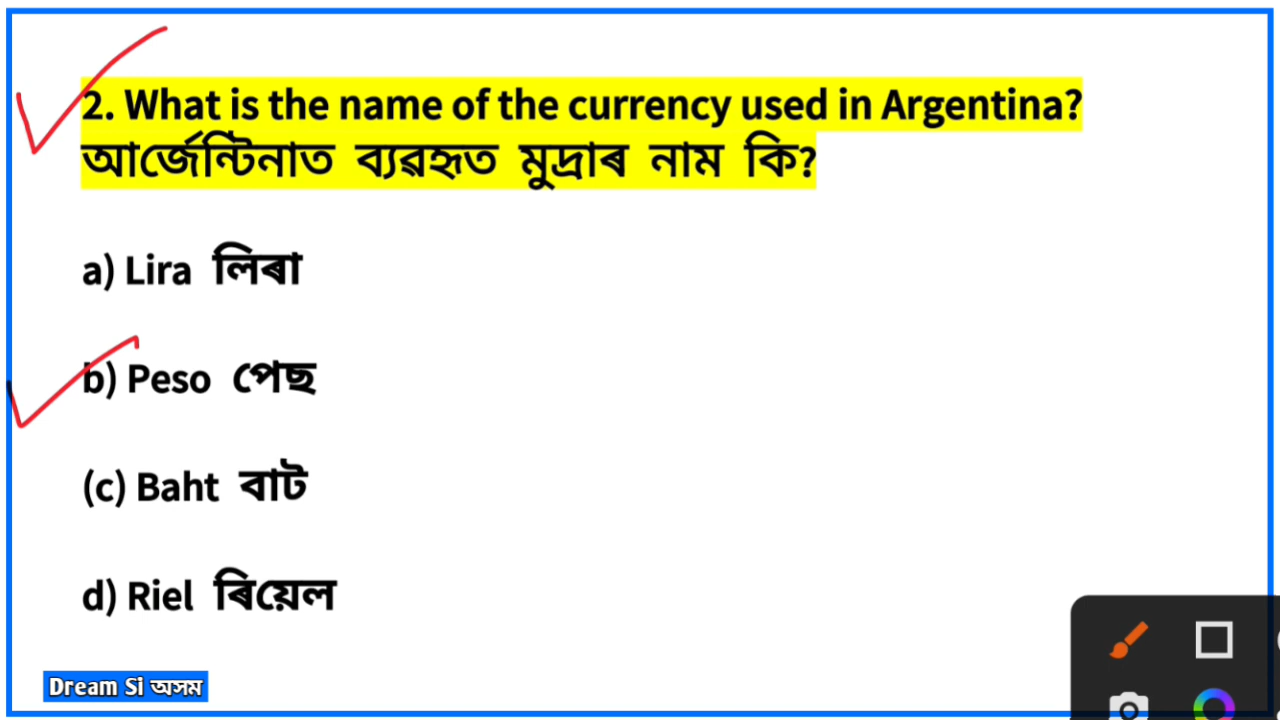 2. What is the name of the currency used in Argentina?
আৰ্জেন্টিনাত ব্যৱহৃত মুদ্ৰাৰ নাম কি?
a) Lira লিৰা
b) Peso পেছ
(c) Baht বাট
d) Riel ৰিয়েল
Dream Si অসম